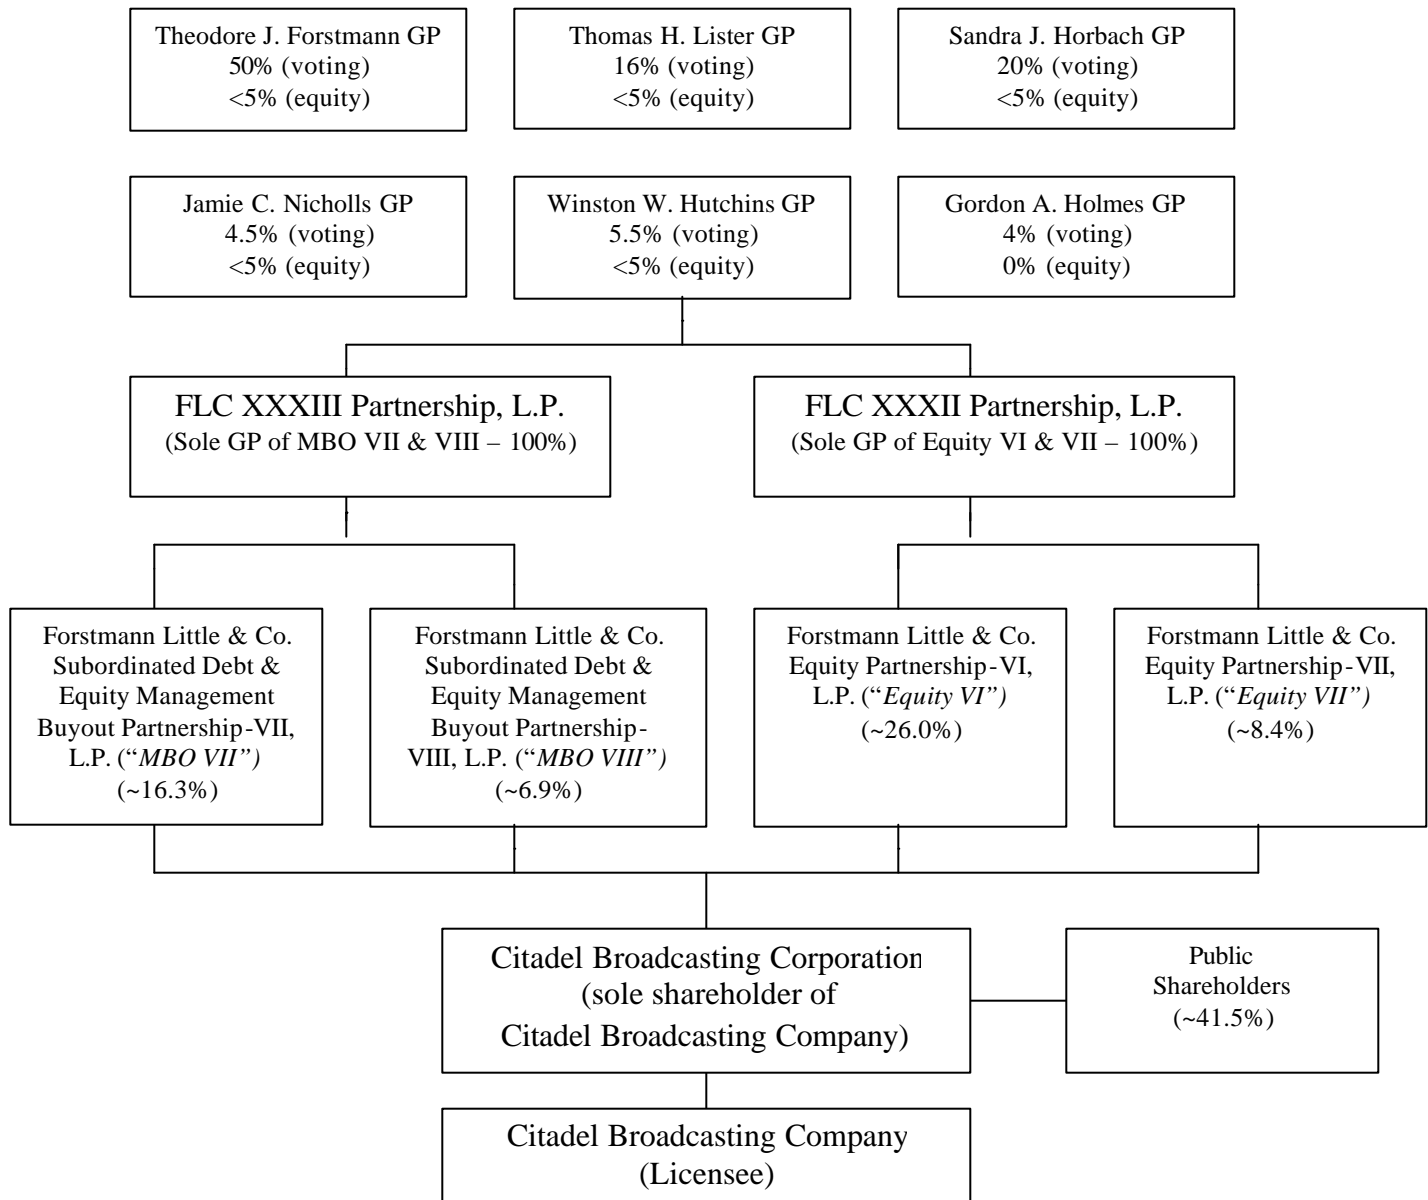 Theodore J. Forstmann GP
50% (voting)
<5% (equity)
Thomas H. Lister GP
16% (voting)
<5% (equity)
Sandra J. Horbach GP
20% (voting)
<5% (equity)
Jamie C. Nicholls GP
4.5% (voting)
<5% (equity)
Winston W. Hutchins GP
5.5% (voting)
<5% (equity)
Gordon A. Holmes GP
4% (voting)
0% (equity)
FLC XXXIII Partnership, L.P.
(Sole GP of MBO VII & VIII – 100%)
FLC XXXII Partnership, L.P.
(Sole GP of Equity VI & VII – 100%)
Forstmann Little & Co.
Subordinated Debt &
Equity Management
Buyout Partnership-VII,
L.P. (“MBO VII”)
(~16.3%)
Forstmann Little & Co.
Subordinated Debt &
Equity Management
Buyout Partnership-
VIII, L.P. (“MBO VIII”)
(~6.9%)
Forstmann Little & Co.
Equity Partnership-VI,
L.P. (“Equity VI”)
(~26.0%)
Forstmann Little & Co.
Equity Partnership-VII,
L.P. (“Equity VII”)
(~8.4%)
Citadel Broadcasting Corporation
(sole shareholder of
Citadel Broadcasting Company)
Public
Shareholders
(~41.5%)
Citadel Broadcasting Company
(Licensee)